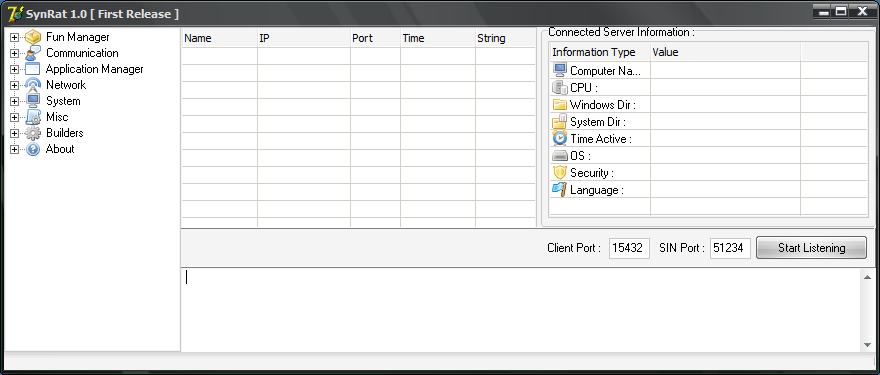 SynRat 1.0 [ First Release ]
Fun Manager
Communication
Application Manager
Network
System
Misc
Builders
About
Name IP Port Time String
Connected Server Information :
Information Type Value
Computer Na...
CPU :
Windows Dir :
System Dir :
Time Active :
OS :
Security :
Language :
Client Port : 15432 SIN Port : 51234 Start Listening